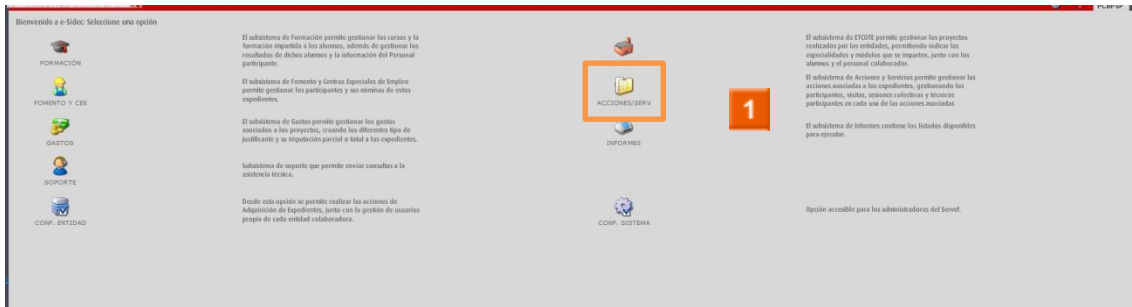 Bienvenido a e-Sidec: Seleccione una opción
FORMACIÓN
El subsistema de Formación permite gestionar los cursos y la
formación impartida a los alumnos, además de gestionar los
resultados de dichos alumnos y la información del Personal
participante.
El subsistema de ETCOTE permite gestionar los proyectos
realizados por las entidades, permitiendo indicar las
especialidades y módulos que se imparten, junto con los
alumnos y el personal colaborador.
FOMENTO Y CEE
El subsistema de Fomento y Centros Especiales de Empleo
permite gestionar los participantes y sus nóminas de estos
expedientes.
ACCIONES/SERV
1
El subsistema de Acciones y Servicios permite gestionar las
acciones asociadas a los expedientes, gestionando los
participantes, visitas, sesiones colectivas y técnicos
participantes en cada una de las acciones asociadas
GASTOS
El subsistema de Gastos permite gestionar los gastos
asociados a los proyectos, creando los diferentes tipo de
justificante y su imputación parcial o total a los expedientes.
INFORMES
El subsistema de Informes contiene los listados disponibles
para ejecutar.
SOPORTE
Subsistema de soporte que permite enviar consultas a la
asistencia técnica.
CONF. ENTIDAD
Desde esta opción se permite realizar las acciones de
Adquisición de Expedientes, junto con la gestión de usuarios
propia de cada entidad colaboradora.
CONF. SISTEMA
Opción accesible para los administradores del Servef.